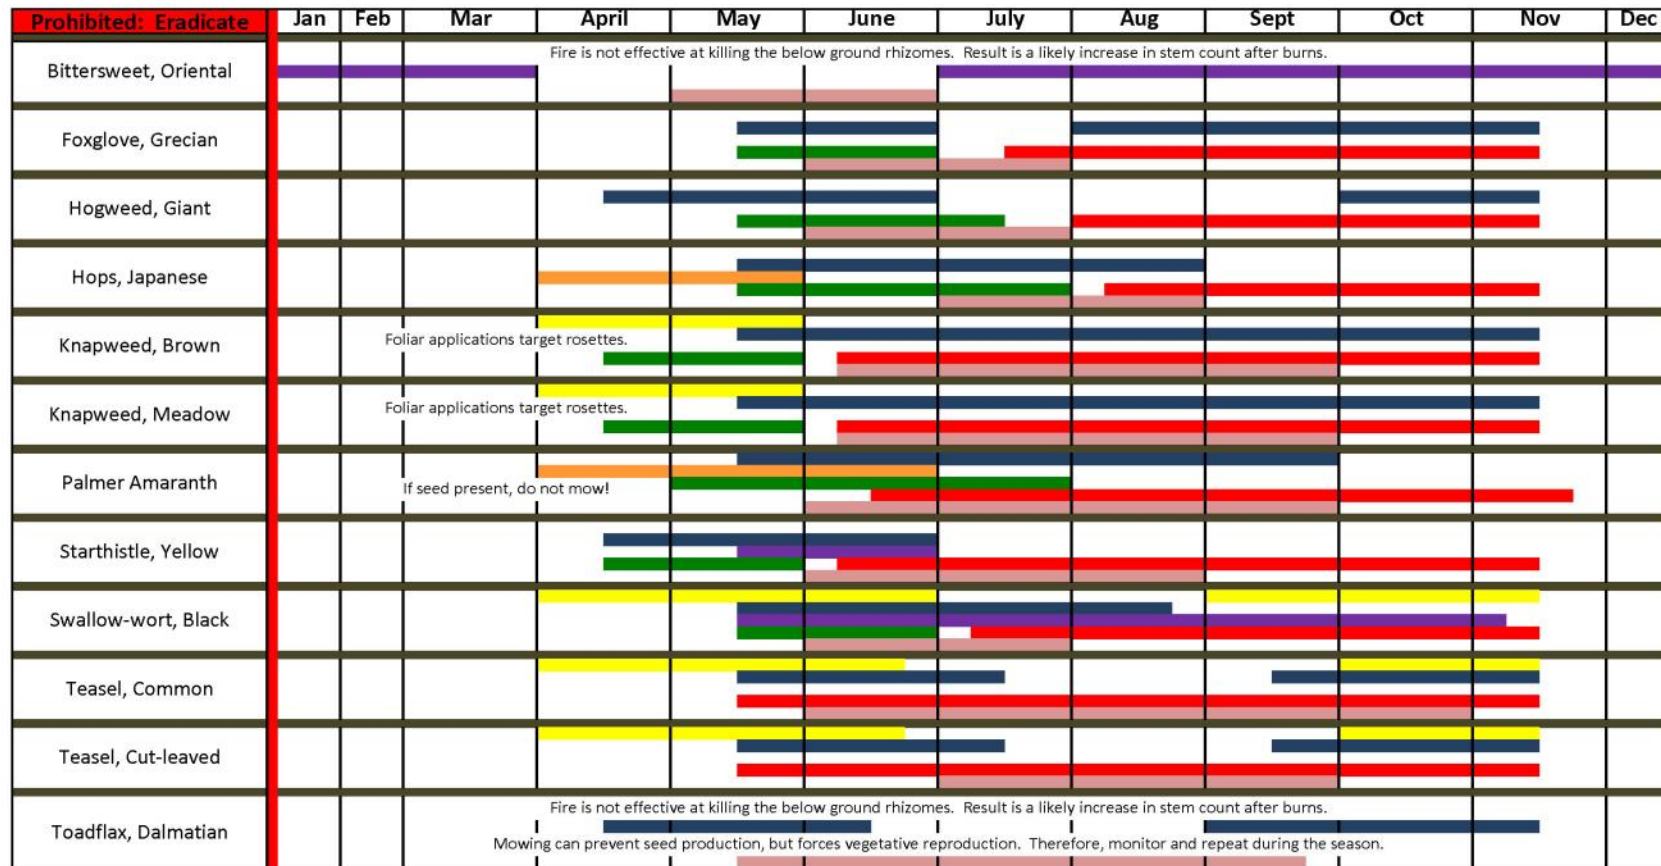 Prohibited: Eradicate Jan Feb Mar April May June July Aug Sept Oct Nov Dec
Fire is not effective at killing the below ground rhizomes. Result is a likely increase in stem count after burns.
Bittersweet, Oriental
Foxglove, Grecian
Hogweed, Giant
Hops, Japanese
Knapweed, Brown
Foliar applications target rosettes.
Knapweed, Meadow
Foliar applications target rosettes.
Palmer Amaranth
If seed present, do not mow!
Starthistle, Yellow
Swallow-wort, Black
Teasel, Common
Teasel, Cut-leaved
Fire is not effective at killing the below ground rhizomes. Result is a likely increase in stem count after burns.
Toadflax, Dalmatian
Mowing can prevent seed production, but forces vegetative reproduction. Therefore, monitor and repeat during the season.